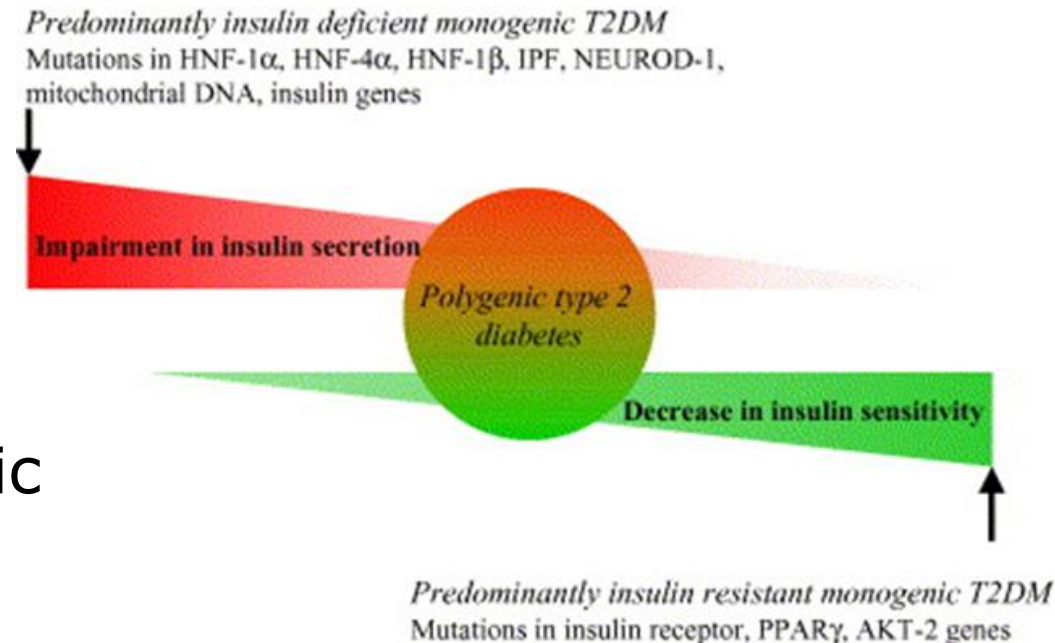 Predominantly insulin deficient monogenic T2DM
Mutations in HNF-1α, HNF-4α, HNF-1β, IPF, NEUROD-1,
mitochondrial DNA, insulin genes
Impairment in insulin secretion
Polygenic type 2
diabetes
Decrease in insulin sensitivity
ic
Predominantly insulin resistant monogenic T2DM
Mutations in insulin receptor, PPARγ, AKT-2 genes